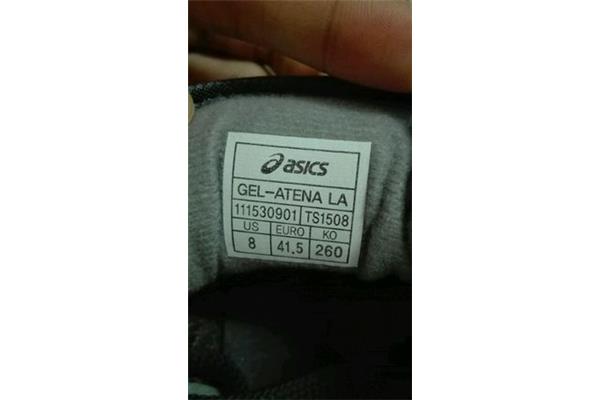 asics
GEL-ATENA LA
111530901 TS1508
US EURO KO
8 41.5 260